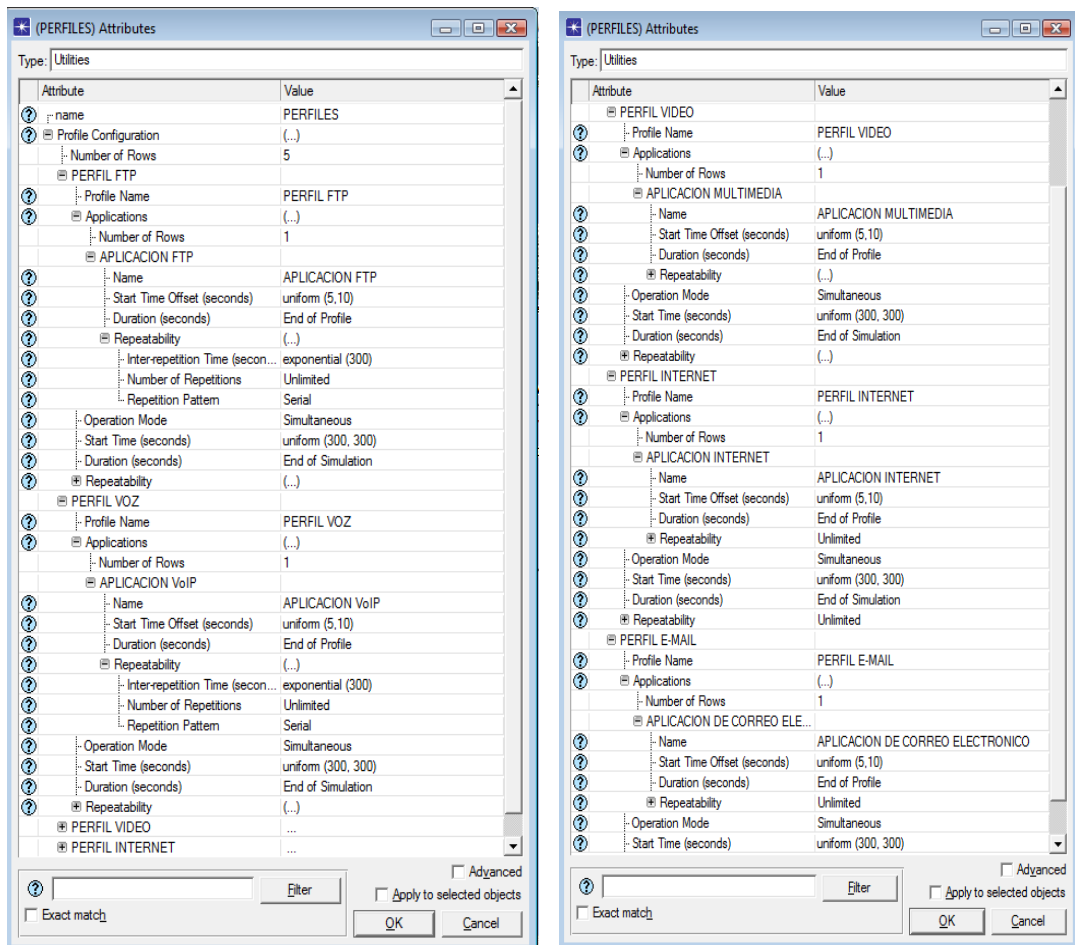 (PERFILES) Attributes
Type: Utilities
Attribute Value
name PERFILES
Profile Configuration (...)
Number of Rows 5
PERFIL FTP
Profile Name PERFIL FTP
Applications (...)
Number of Rows 1
APLICACION FTP
Name APLICACION FTP
Start Time Offset (seconds) uniform (5,10)
Duration (seconds) End of Profile
Repeatability (...)
Inter-repetition Time (secon... exponential (300)
Number of Repetitions Unlimited
Repetition Pattern Serial
Operation Mode Simultaneous
Start Time (seconds) uniform (300, 300)
Duration (seconds) End of Simulation
Repeatability (...)
PERFIL VOZ
Profile Name PERFIL VOZ
Applications (...)
Number of Rows 1
APLICACION VoIP
Name APLICACION VoIP
Start Time Offset (seconds) uniform (5,10)
Duration (seconds) End of Profile
Repeatability (...)
Inter-repetition Time (secon... exponential (300)
Number of Repetitions Unlimited
Repetition Pattern Serial
Operation Mode Simultaneous
Start Time (seconds) uniform (300, 300)
Duration (seconds) End of Simulation
Repeatability (...)
PERFIL VIDEO ...
PERFIL INTERNET ...
Advanced
Filter
Apply to selected objects
Exact match
OK Cancel
(PERFILES) Attributes
Type: Utilities
Attribute Value
PERFIL VIDEO
Profile Name PERFIL VIDEO
Applications (...)
Number of Rows 1
APLICACION MULTIMEDIA
Name APLICACION MULTIMEDIA
Start Time Offset (seconds) uniform (5,10)
Duration (seconds) End of Profile
Repeatability (...)
Operation Mode Simultaneous
Start Time (seconds) uniform (300, 300)
Duration (seconds) End of Simulation
Repeatability (...)
PERFIL INTERNET
Profile Name PERFIL INTERNET
Applications (...)
Number of Rows 1
APLICACION INTERNET
Name APLICACION INTERNET
Start Time Offset (seconds) uniform (5,10)
Duration (seconds) End of Profile
Repeatability Unlimited
Operation Mode Simultaneous
Start Time (seconds) uniform (300, 300)
Duration (seconds) End of Simulation
Repeatability Unlimited
PERFIL E-MAIL
Profile Name PERFIL E-MAIL
Applications (...)
Number of Rows 1
APLICACION DE CORREO ELE...
Name APLICACION DE CORREO ELECTRONICO
Start Time Offset (seconds) uniform (5,10)
Duration (seconds) End of Profile
Repeatability Unlimited
Operation Mode Simultaneous
Start Time (seconds) uniform (300, 300)
Advanced
Filter
Apply to selected objects
Exact match
OK Cancel